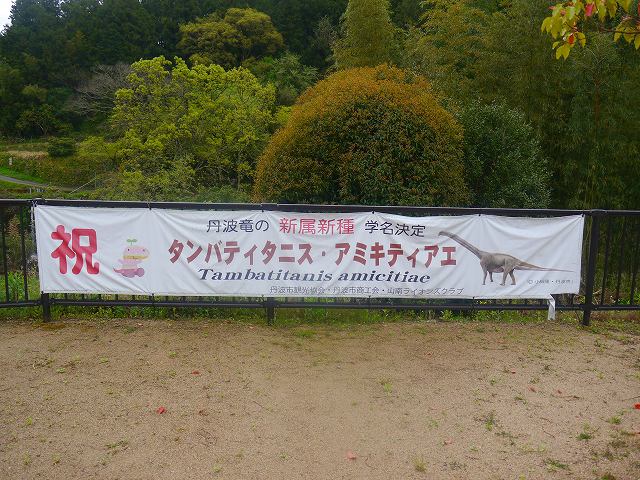 祝
丹波竜の 新属新種 学名決定
タンバティタニス・アミキティアエ
Tambatitanis amicitiae
丹波市観光協会・丹波市商工会・山南ライオンズクラブ